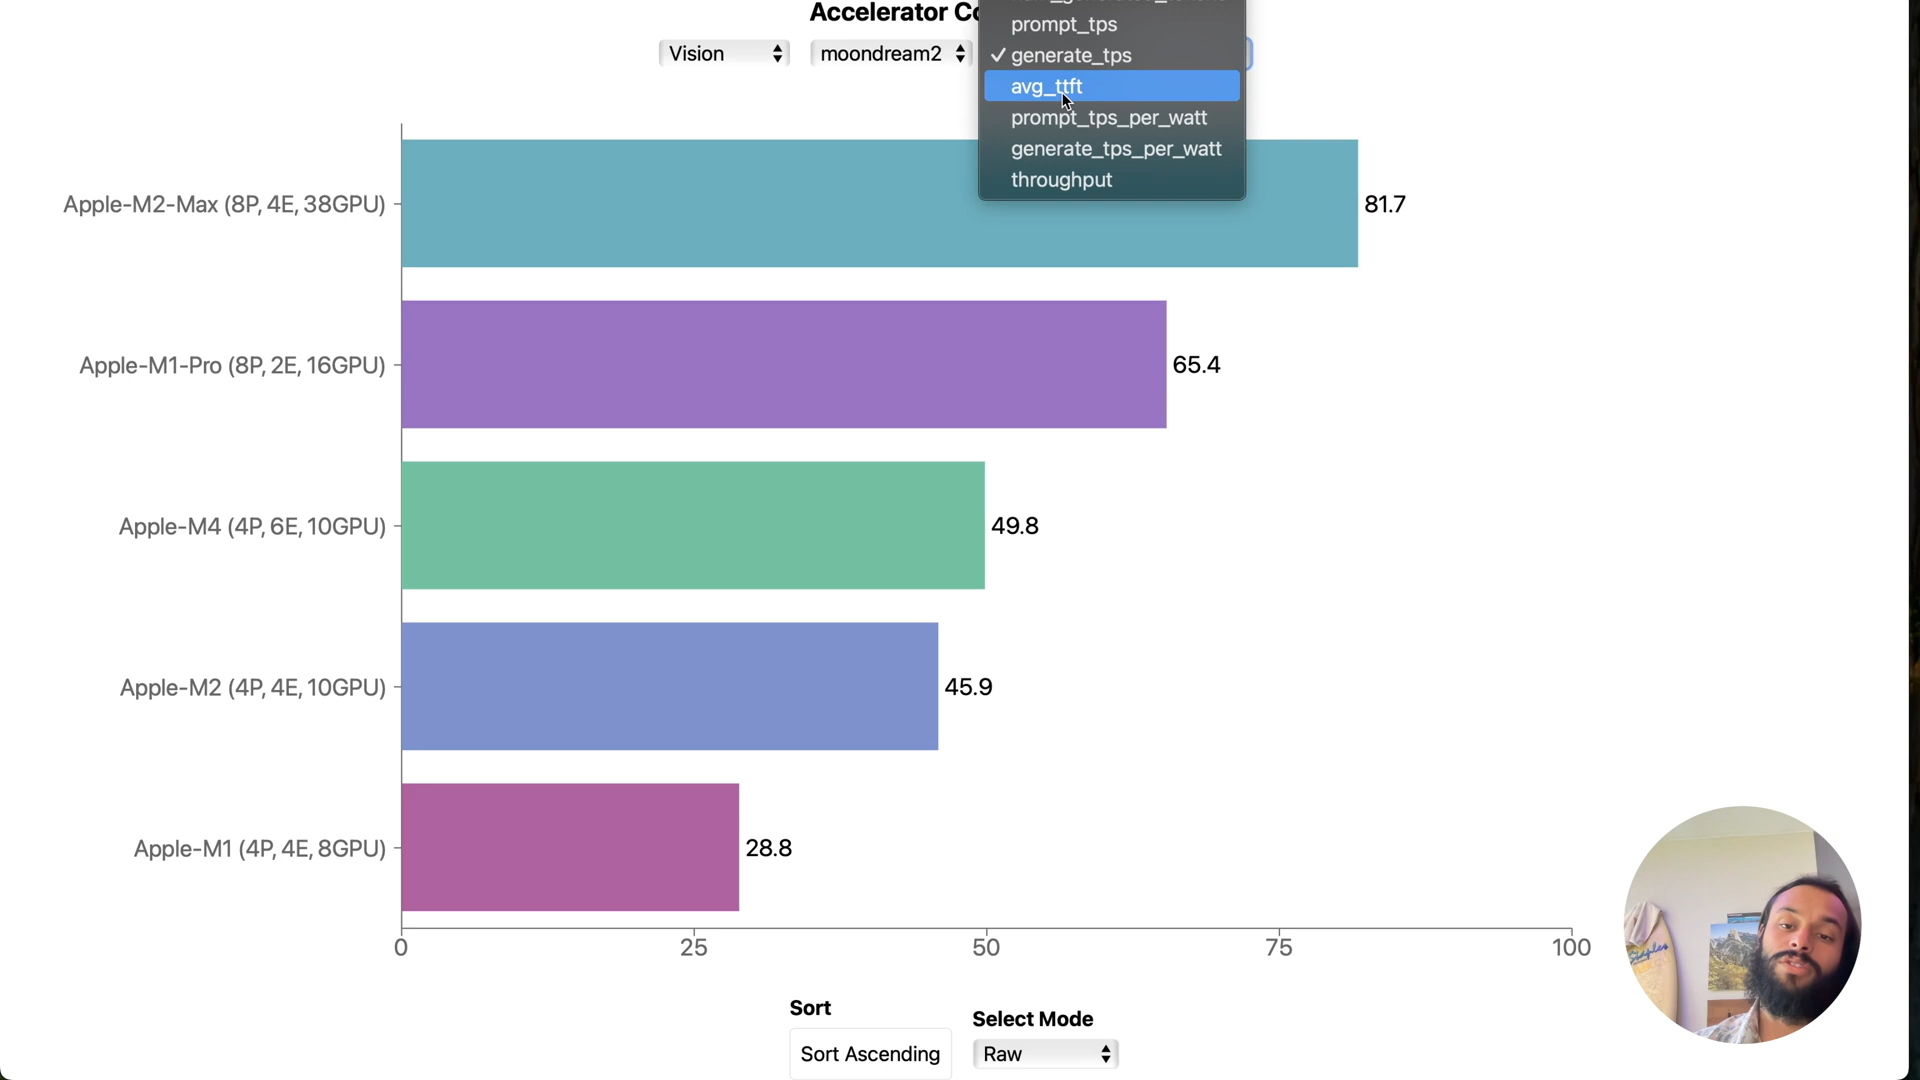 Accelerator Co
prompt_tps
Vision
moondream2
✓ generate_tps
avg_ttft
prompt_tps_per_watt
generate_tps_per_watt
throughput
Apple-M2-Max (8P, 4E, 38GPU)
81.7
Apple-M1-Pro (8P, 2E, 16GPU)
65.4
Apple-M4 (4P, 6E, 10GPU)
49.8
Apple-M2 (4P, 4E, 10GPU)
45.9
Apple-M1 (4P, 4E, 8GPU)
28.8
0 25 50 75 100
Sort
Select Mode
Sort Ascending
Raw